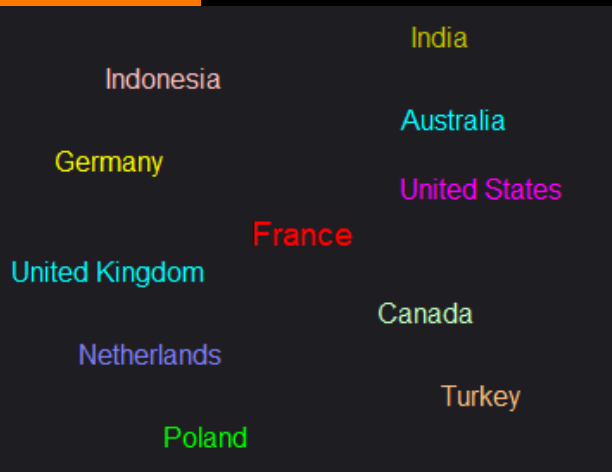 India
Indonesia
Australia
Germany
United States
France
United Kingdom
Canada
Netherlands
Turkey
Poland